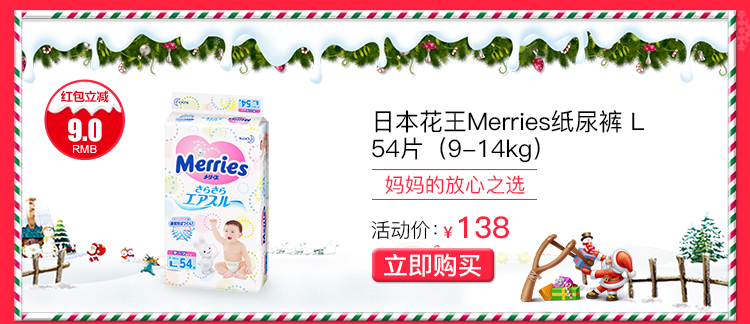 红包立减
9.0
RMB
L 54
Merries
メリーズ
さらさら
エアスルー
L 54
日本花王Merries纸尿裤 L
54片（9-14kg）
妈妈的放心之选
活动价：¥138
立即购买